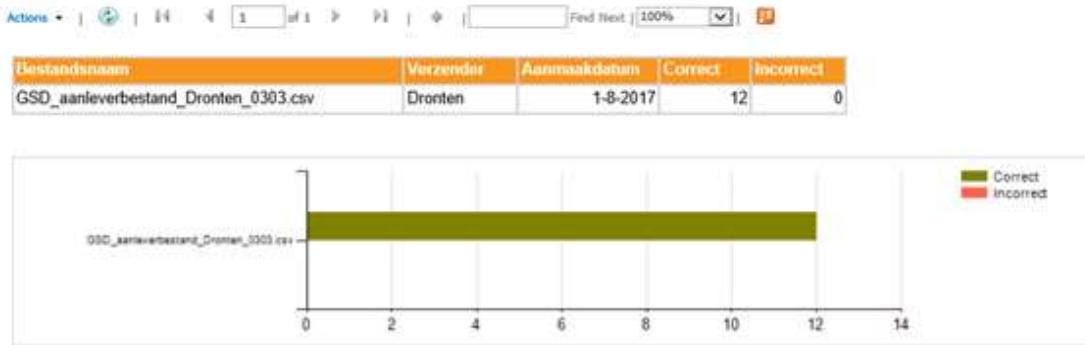 Actions | | 1 of 1 | | Find Next | 100% |
Bestandsnaam Verzender Aanmaakdatum Correct Incorrect
GSD_aanleverbestand_Dronten_0303.csv Dronten 1-8-2017 12 0
Correct
Incorrect
GSD_aanleverbestand_Dronten_0303.csv
0 2 4 6 8 10 12 14